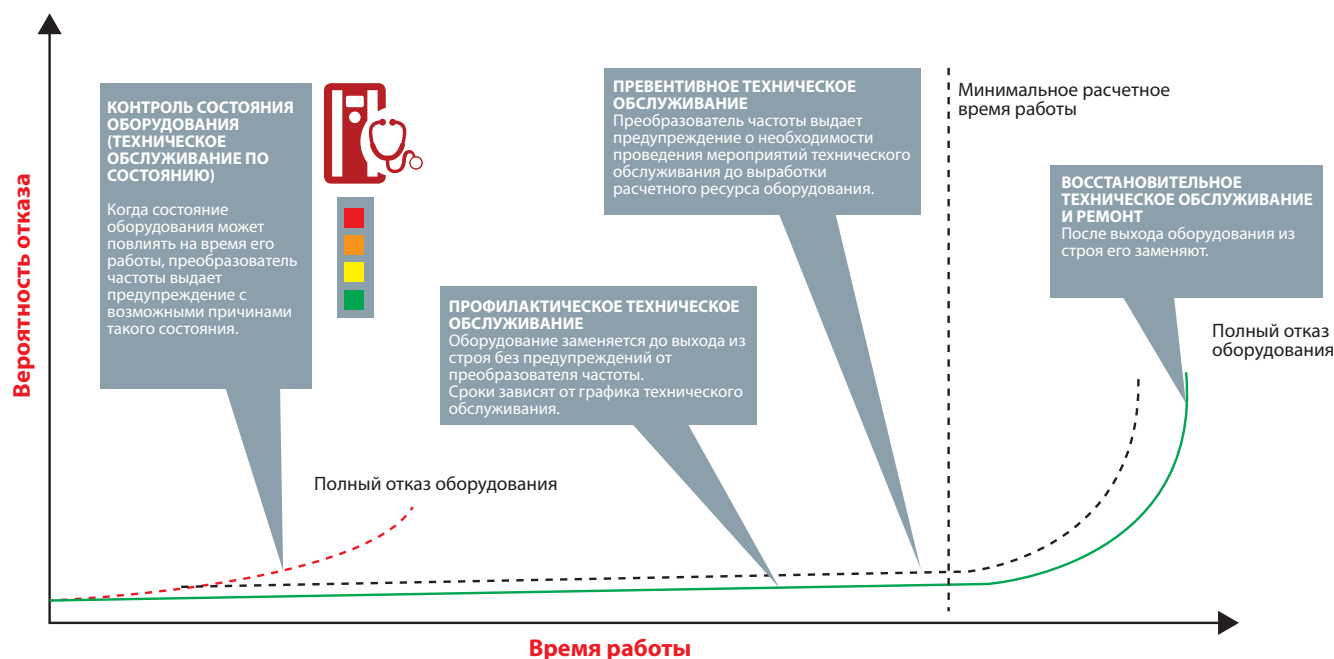 КОНТРОЛЬ СОСТОЯНИЯ
ОБОРУДОВАНИЯ
(ТЕХНИЧЕСКОЕ
ОБСЛУЖИВАНИЕ ПО
СОСТОЯНИЮ)
Когда состояние
оборудования может
повлиять на время его
работы, преобразователь
частоты выдает
предупреждение с
возможными причинами
такого состояния.
ПРЕВЕНТИВНОЕ ТЕХНИЧЕСКОЕ
ОБСЛУЖИВАНИЕ
Преобразователь частоты выдает
предупреждение о необходимости
проведения мероприятий технического
обслуживания до выработки
расчетного ресурса оборудования.
Минимальное расчетное
время работы
ВОССТАНОВИТЕЛЬНОЕ
ТЕХНИЧЕСКОЕ ОБСЛУЖИВАНИЕ
И РЕМОНТ
После выхода оборудования из
строя его заменяют.
ПРОФИЛАКТИЧЕСКОЕ ТЕХНИЧЕСКОЕ
ОБСЛУЖИВАНИЕ
Оборудование заменяется до выхода из
строя без предупреждений от
преобразователя частоты.
Сроки зависят от графика технического
обслуживания.
Полный отказ
оборудования
Полный отказ оборудования
Вероятность отказа
Время работы